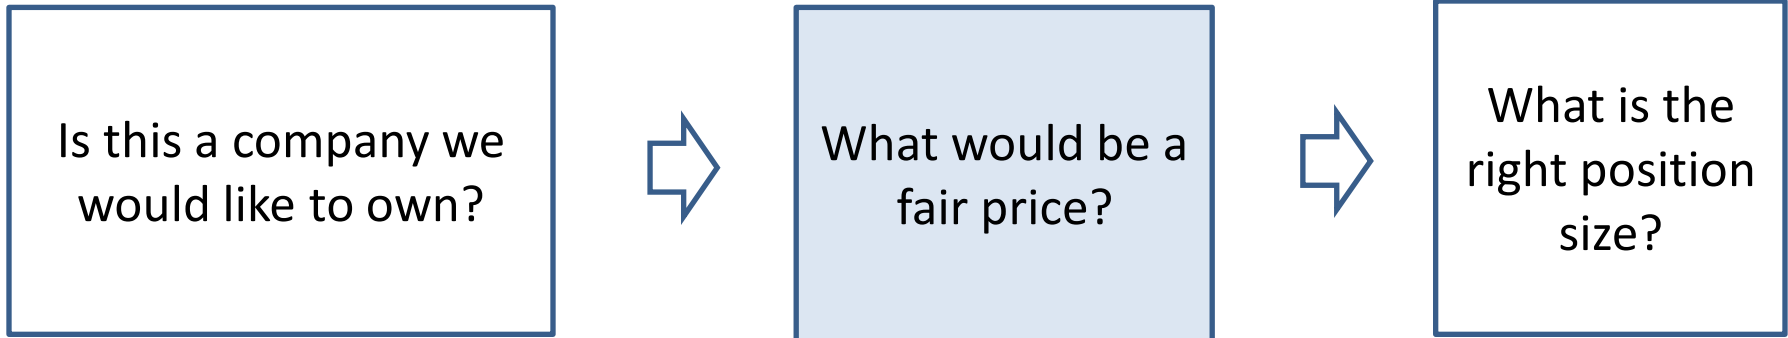 Is this a company we
would like to own?
What would be a
fair price?
What is the
right position
size?